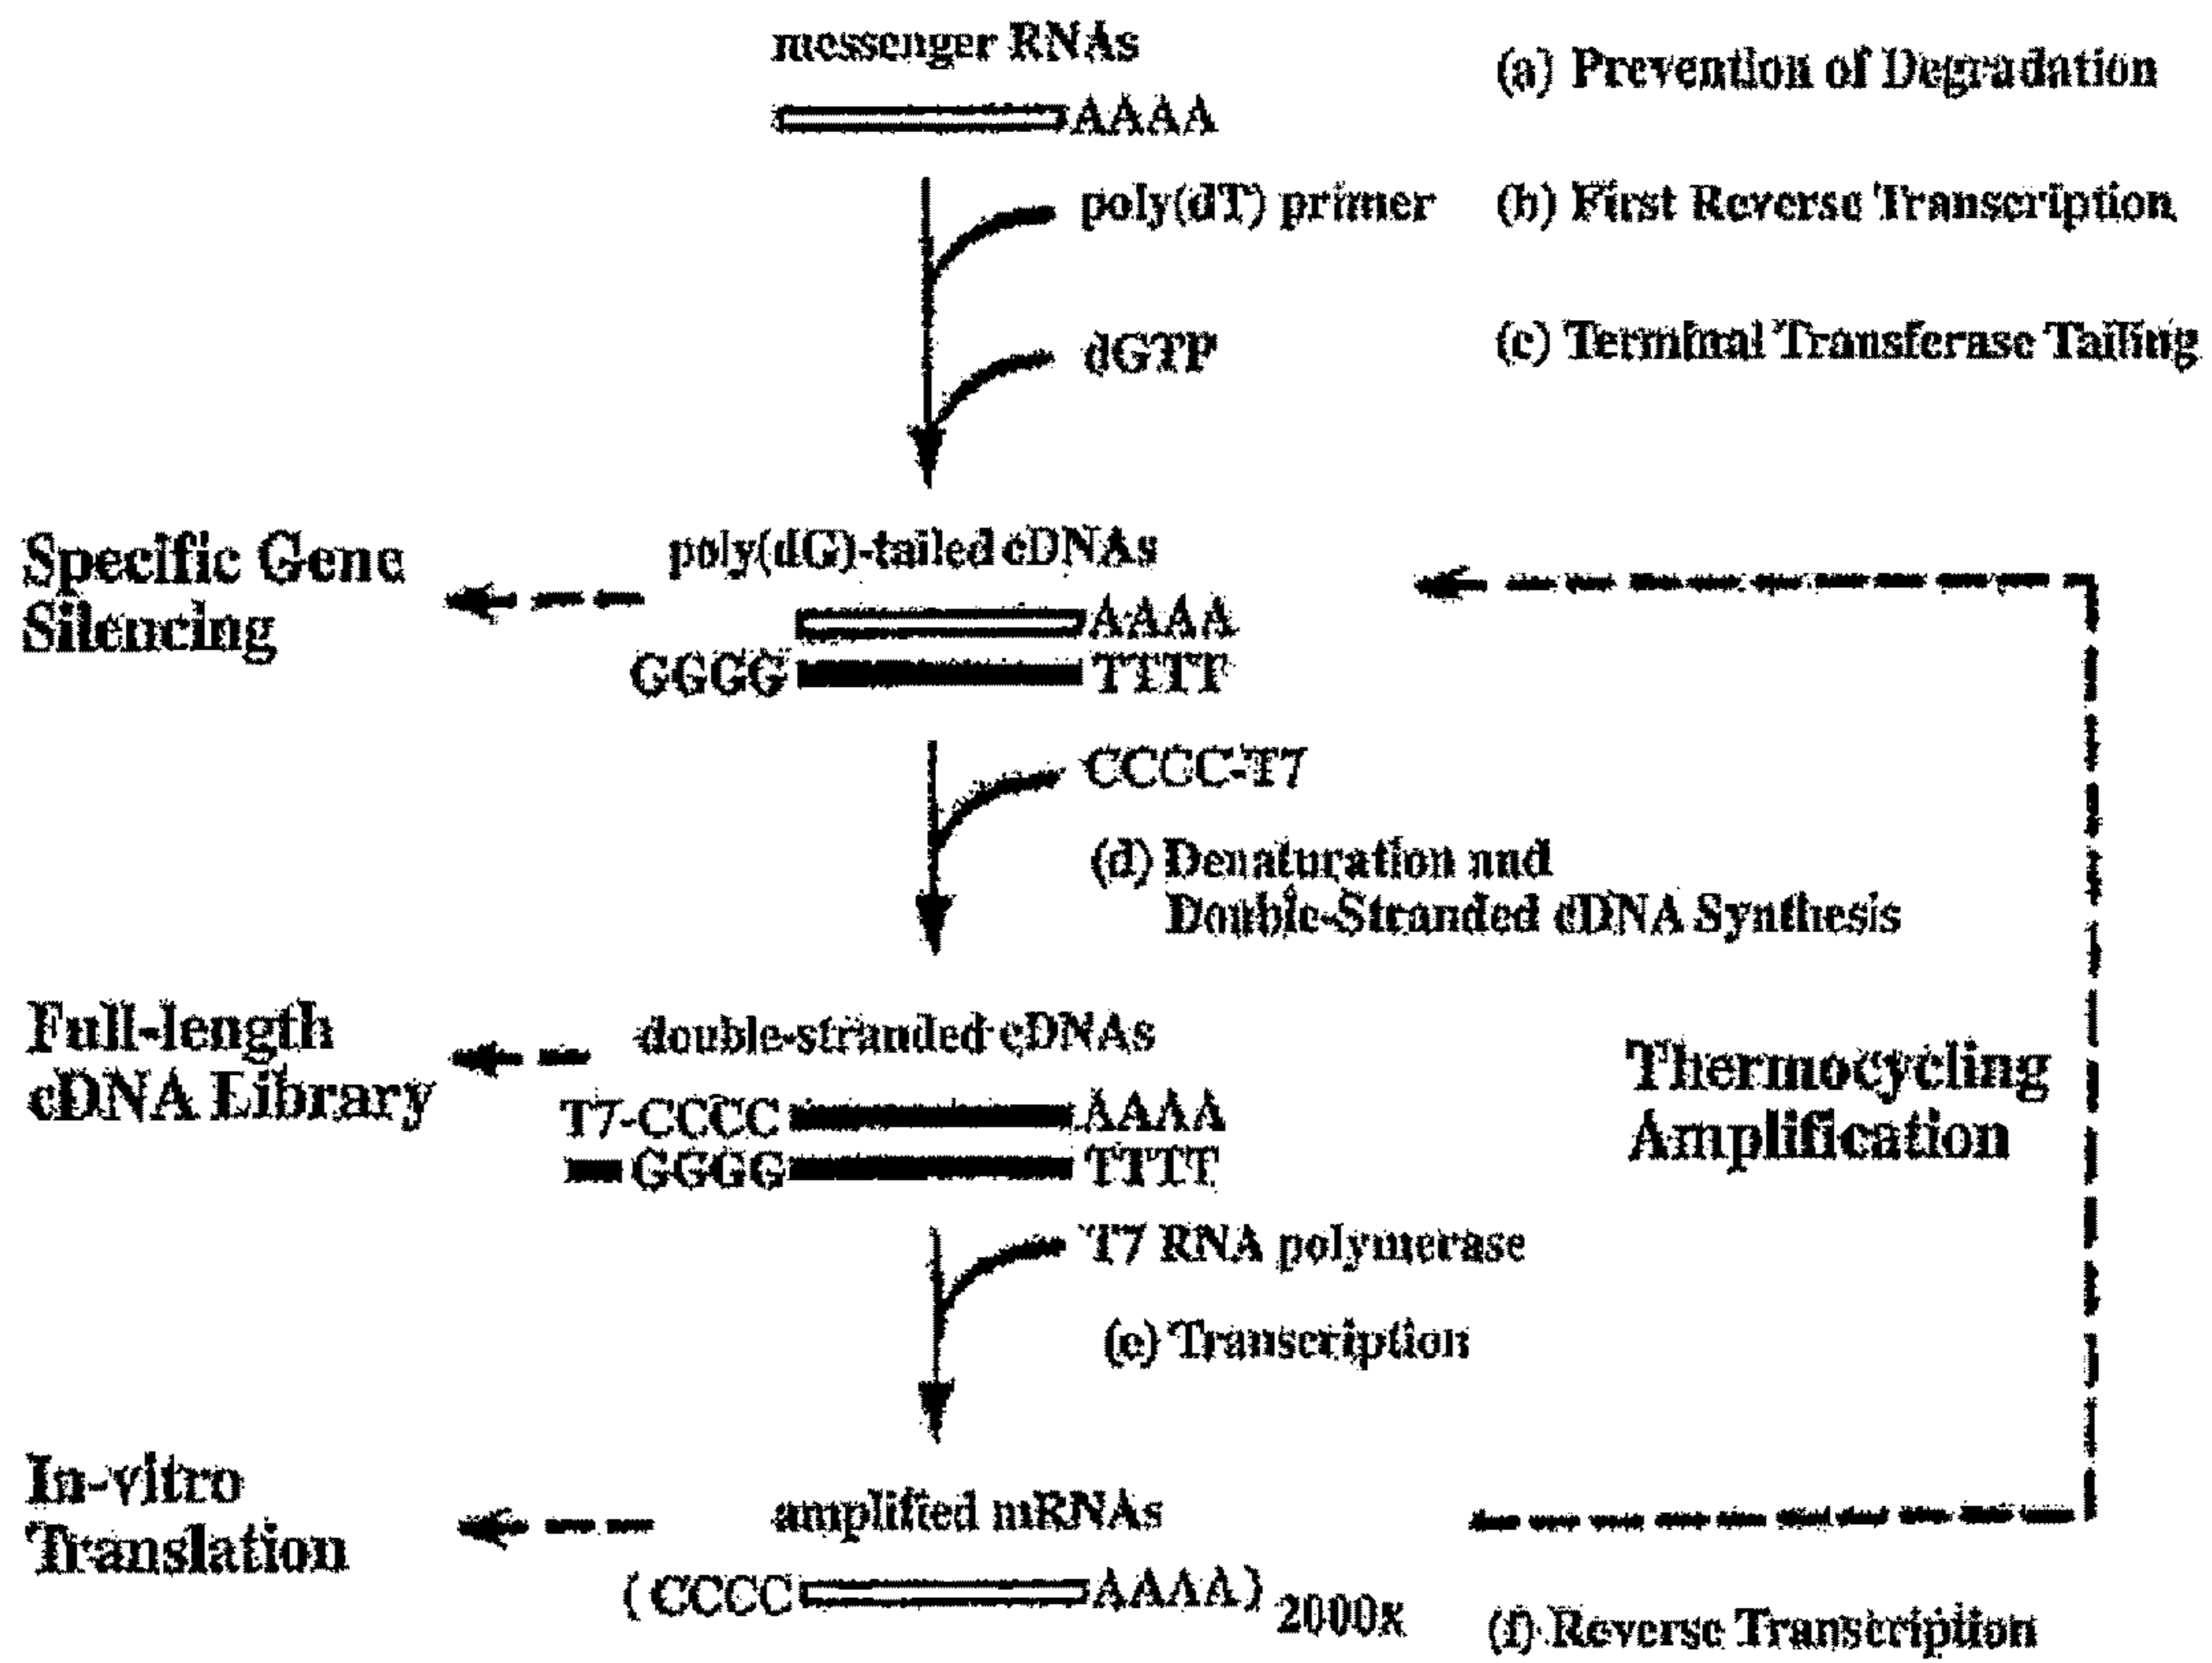 messenger RNAs
(a) Prevention of Degradation
AAAA
poly(dT) primer
(b) First Reverse Transcription
dGTP
(c) Terminal Transferase Tailing
Specific Gene
Silencing
poly(dG)-tailed cDNAs
AAAA
GGGG TTTT
CCCC-T7
(d) Denaturation and
Double-Stranded cDNA Synthesis
Full-length
cDNA Library
double-stranded cDNAs
T7-CCCC AAAA
GGGG TTTT
Thermocycling
Amplification
T7 RNA polymerase
(e) Transcription
In-vitro
Translation
amplified mRNAs
(CCCC AAAA) 2000x
(f) Reverse Transcription